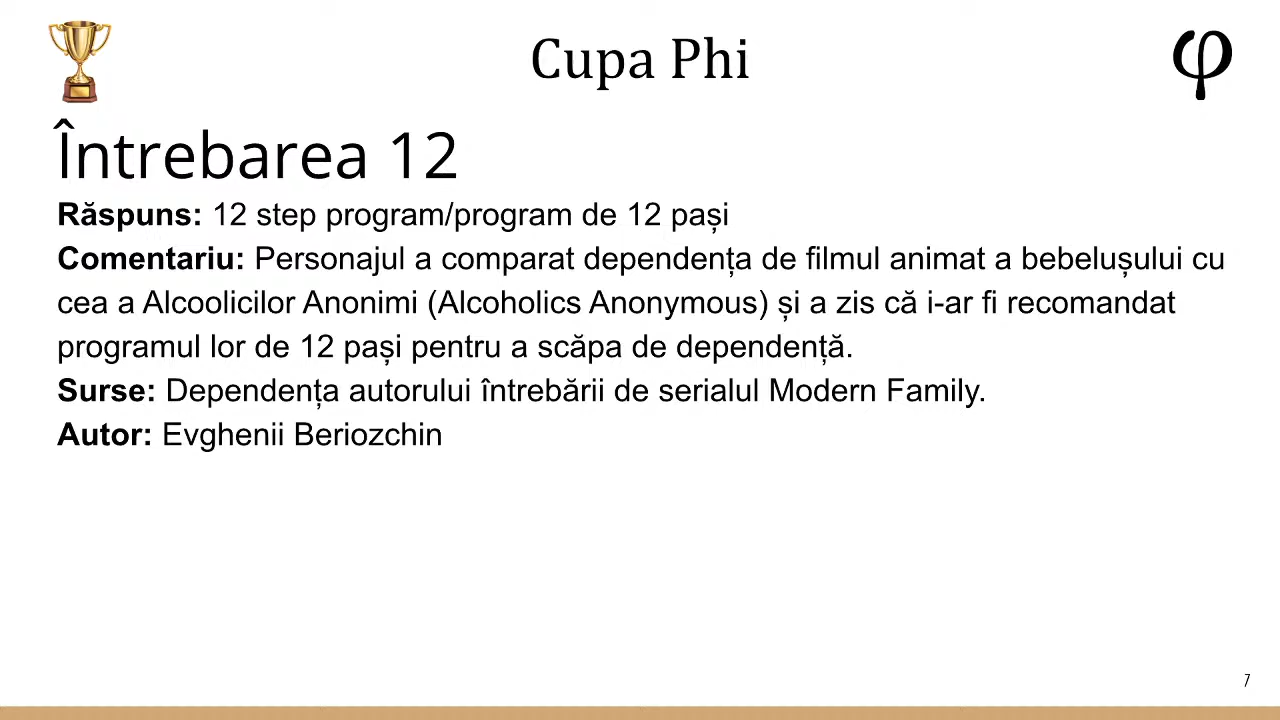 Cupa Phi
φ
Întrebarea 12
Răspuns: 12 step program/program de 12 pași
Comentariu: Personajul a comparat dependența de filmul animat a bebelușului cu
cea a Alcoolicilor Anonimi (Alcoholics Anonymous) și a zis că i-ar fi recomandat
programul lor de 12 pași pentru a scăpa de dependență.
Surse: Dependența autorului întrebării de serialul Modern Family.
Autor: Evghenii Beriozchin
7